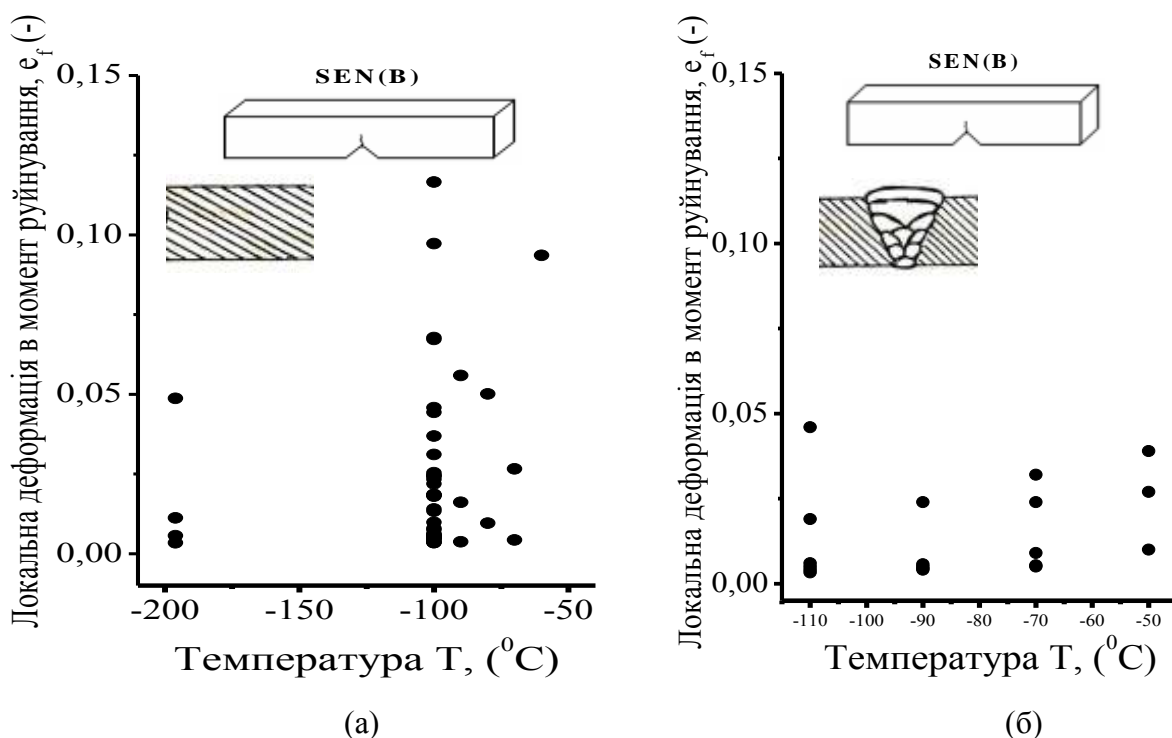 Локальна деформація в момент руйнування, e_f (-)
0,15
0,10
0,05
0,00
SEN(B)
-200 -150 -100 -50
Температура T, (⁰C)
(а)
Локальна деформація в момент руйнування, e_f (-)
0,15
0,10
0,05
0,00
SEN(B)
-110 -100 -90 -80 -70 -60 -50
Температура T, (⁰C)
(б)